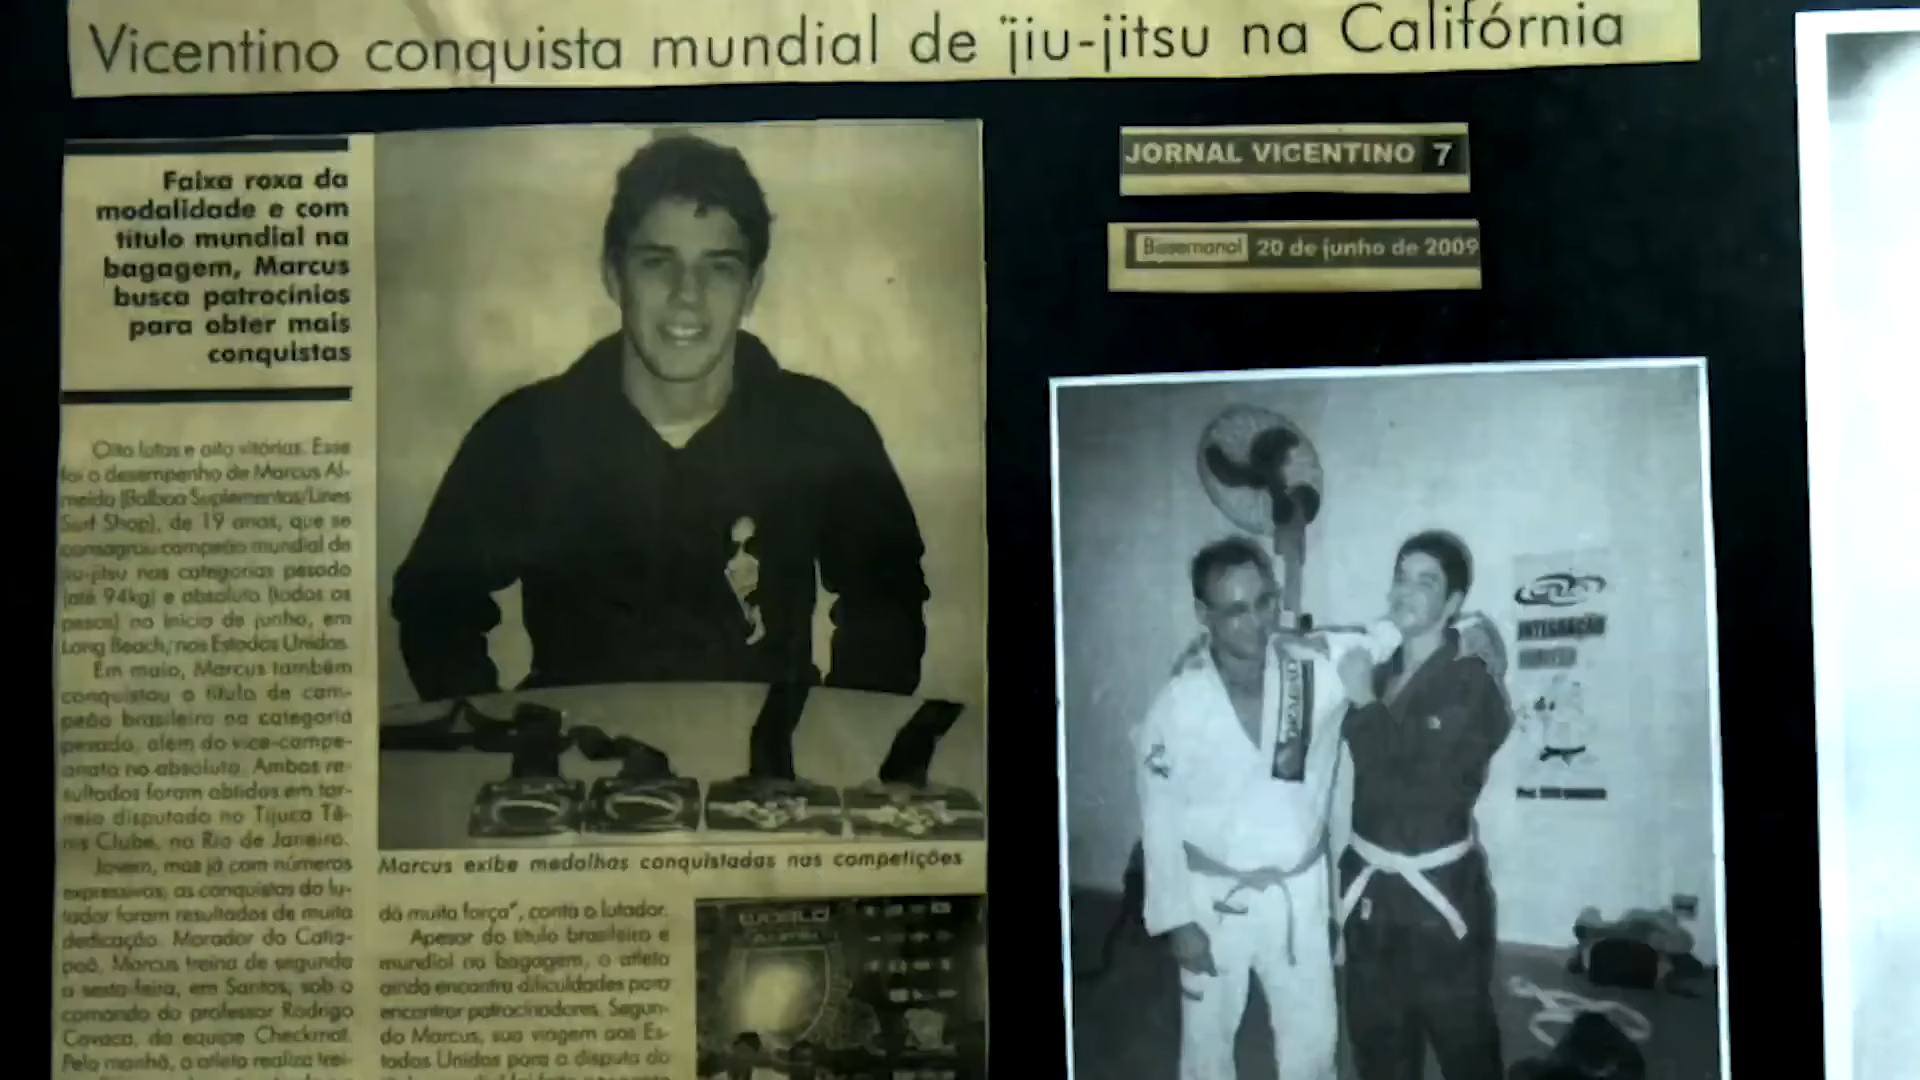 Vicentino conquista mundial de "jiu-jitsu na Califórnia
JORNAL VICENTINO 7
Bissemanal 20 de junho de 2009
Faixa roxa da
modalidade e com
título mundial na
bagagem, Marcus
busca patrocínios
para obter mais
conquistas
Oito lutas e oito vitórias. Esse
foi o desempenho de Marcus Al-
meida (Balboa Suplementos/Lines
Surf Shop), de 19 anos, que se
consagrou campeão mundial de
jiu-jitsu nas categorias pesado
(até 94kg) e absoluto (todos os
pesos) no início de junho, em
Long Beach, nos Estados Unidos.
Em maio, Marcus também
conquistou o título de cam-
peão brasileiro na categoria
pesado, além do vice-campe-
onato no absoluto. Ambos re-
sultados foram obtidos em tor-
neio disputado no Tijuca Tê-
nis Clube, no Rio de Janeiro.
Jovem, mas já com números
expressivos, as conquistas do lu-
tador foram resultados de muita
dedicação. Morador do Catia-
poã, Marcus treina de segunda
a sexta-feira, em Santos, sob o
comando do professor Rodrigo
Cavaca, da equipe Checkmat.
Pela manhã, o atleta realiza trei-
Marcus exibe medalhas conquistadas nas competições
dá muita força", conta o lutador.
Apesar do título brasileiro e
mundial na bagagem, o atleta
ainda encontra dificuldades para
encontrar patrocinadores. Segun-
do Marcus, sua viagem aos Es-
tados Unidos para a disputa do
WORLD
INTEGRAÇÃO